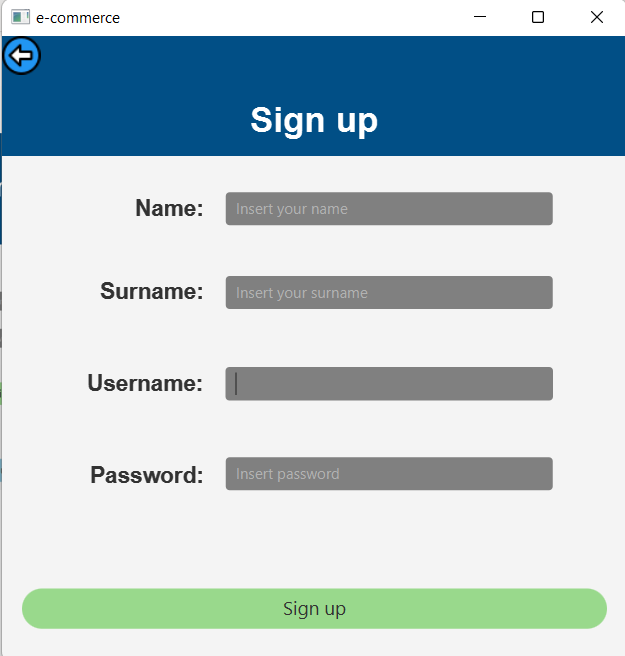 e-commerce
Sign up
Name: Insert your name
Surname: Insert your surname
Username:
Password: Insert password
Sign up